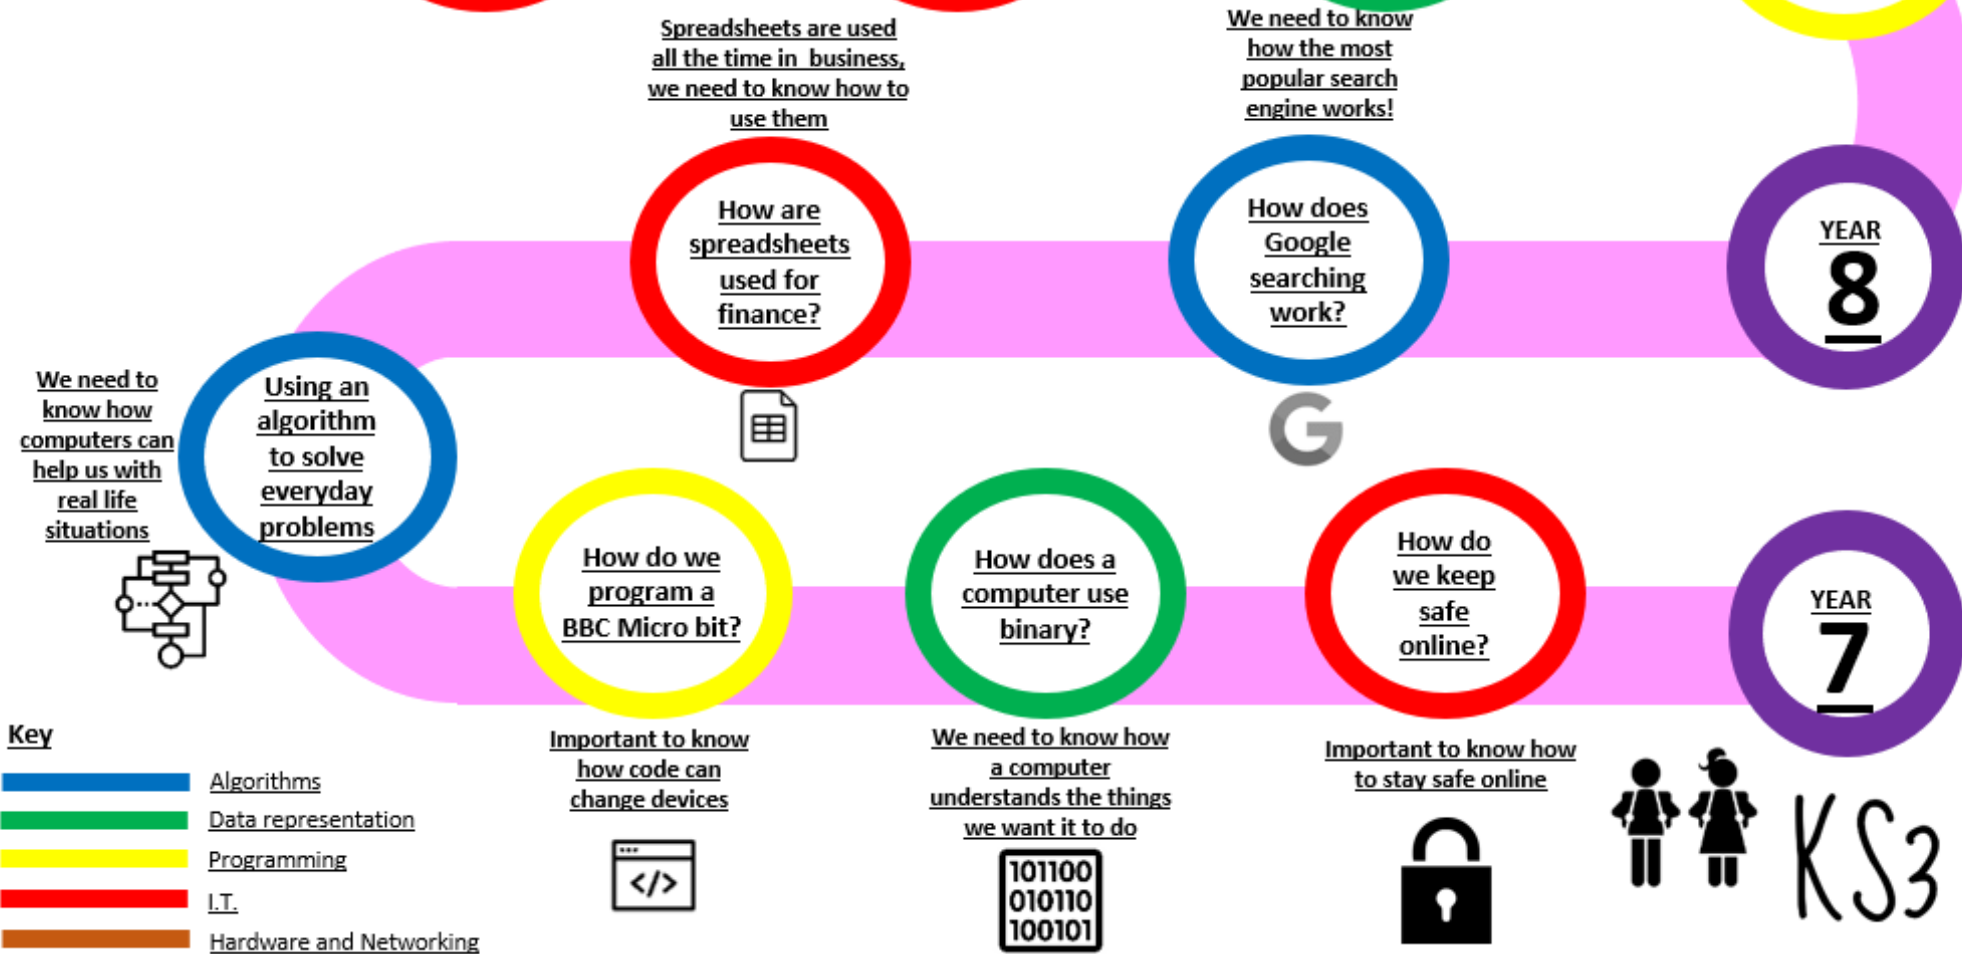 Spreadsheets are used
all the time in business,
we need to know how to
use them
We need to know
how the most
popular search
engine works!
How are
spreadsheets
used for
finance?
How does
Google
searching
work?
YEAR
8
We need to
know how
computers can
help us with
real life
situations
Using an
algorithm
to solve
everyday
problems
G
How do we
program a
BBC Micro bit?
How does a
computer use
binary?
How do
we keep
safe
online?
YEAR
7
Important to know
how code can
change devices
We need to know how
a computer
understands the things
we want it to do
Important to know how
to stay safe online
</>
101100
010110
100101
KS3
Key
Algorithms
Data representation
Programming
I.T.
Hardware and Networking